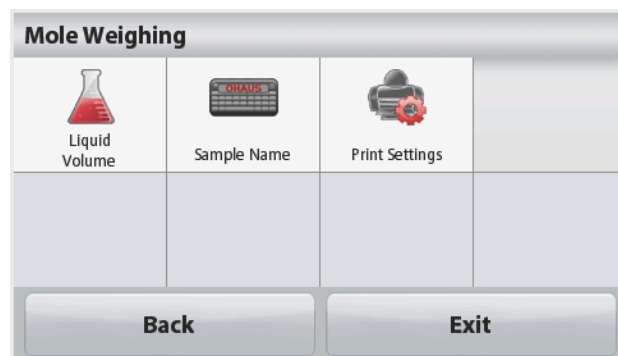 Mole Weighing
OHAUS
Liquid
Volume
Sample Name
Print Settings
Back
Exit